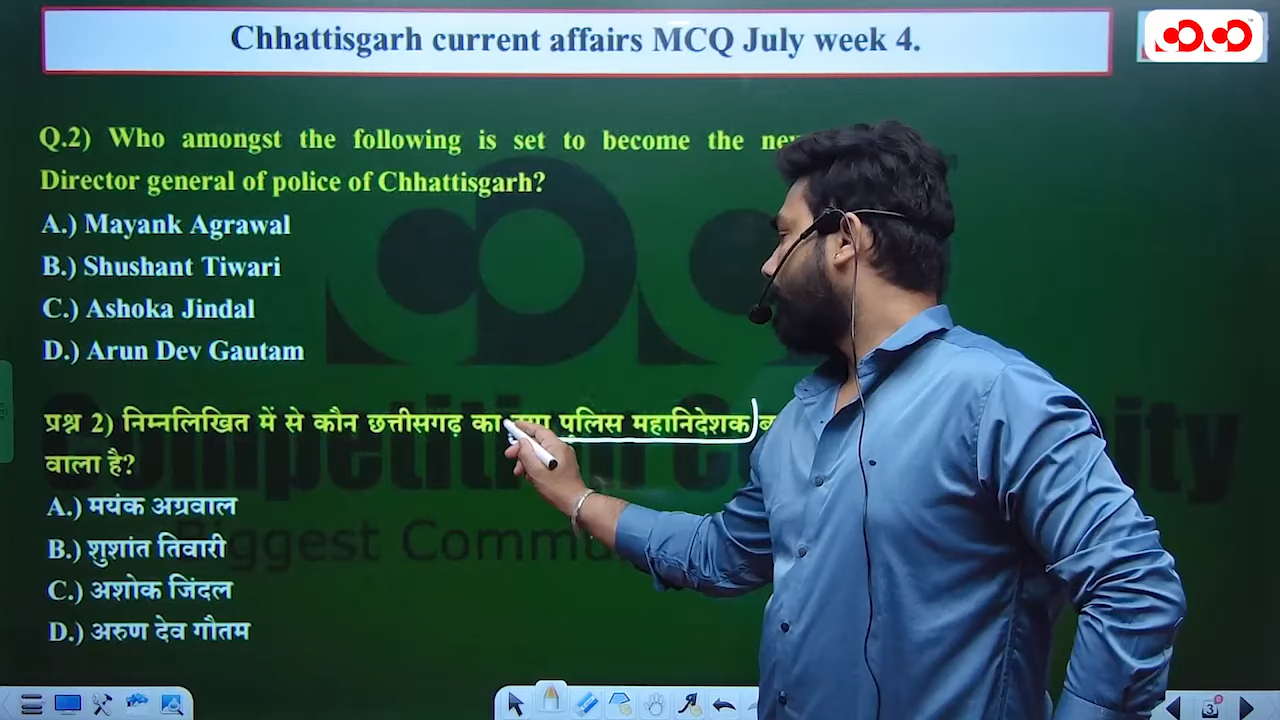 Chhattisgarh current affairs MCQ July week 4.
Q.2) Who amongst the following is set to become the
Director general of police of Chhattisgarh?
A.) Mayank Agrawal
B.) Shushant Tiwari
C.) Ashoka Jindal
D.) Arun Dev Gautam
प्रश्न 2) निम्नलिखित में से कौन छत्तीसगढ़ का पुलिस महानिदेशक
वाला है?
A.) मयंक अग्रवाल
B.) शुशांत तिवारी
C.) अशोक जिंदल
D.) अरुण देव गौतम
Biggest
3